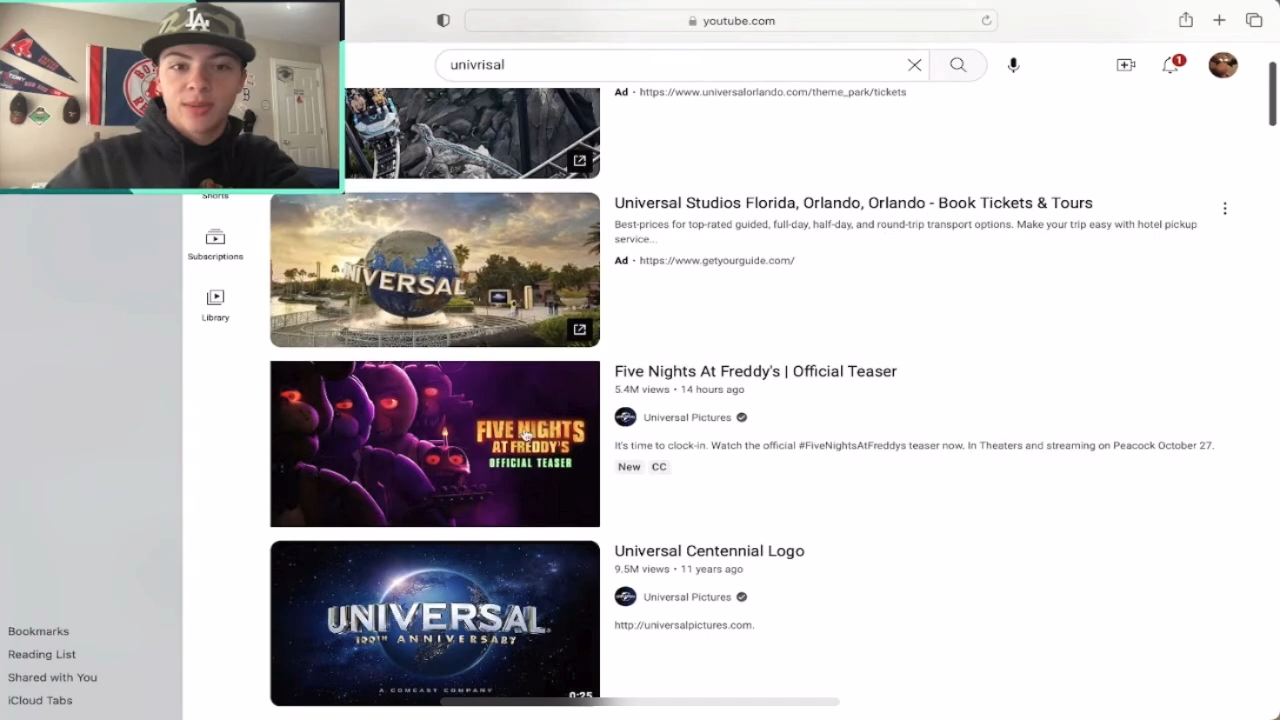 LA
youtube.com
univrisal
1
Ad · https://www.universalorlando.com/theme_park/tickets
Shorts
Subscriptions
Library
UNIVERSAL
Universal Studios Florida, Orlando, Orlando - Book Tickets & Tours
Best-prices for top-rated guided, full-day, half-day, and round-trip transport options. Make your trip easy with hotel pickup
service...
Ad · https://www.getyourguide.com/
FIVE NIGHTS
AT FREDDY'S
OFFICIAL TEASER
Five Nights At Freddy's | Official Teaser
5.4M views · 14 hours ago
Universal Pictures
It's time to clock-in. Watch the official #FiveNightsAtFreddys teaser now. In Theaters and streaming on Peacock October 27.
New CC
UNIVERSAL
100TH ANNIVERSARY
A COMCAST COMPANY
0:25
Universal Centennial Logo
9.5M views · 11 years ago
Universal Pictures
http://universalpictures.com.
Bookmarks
Reading List
Shared with You
iCloud Tabs